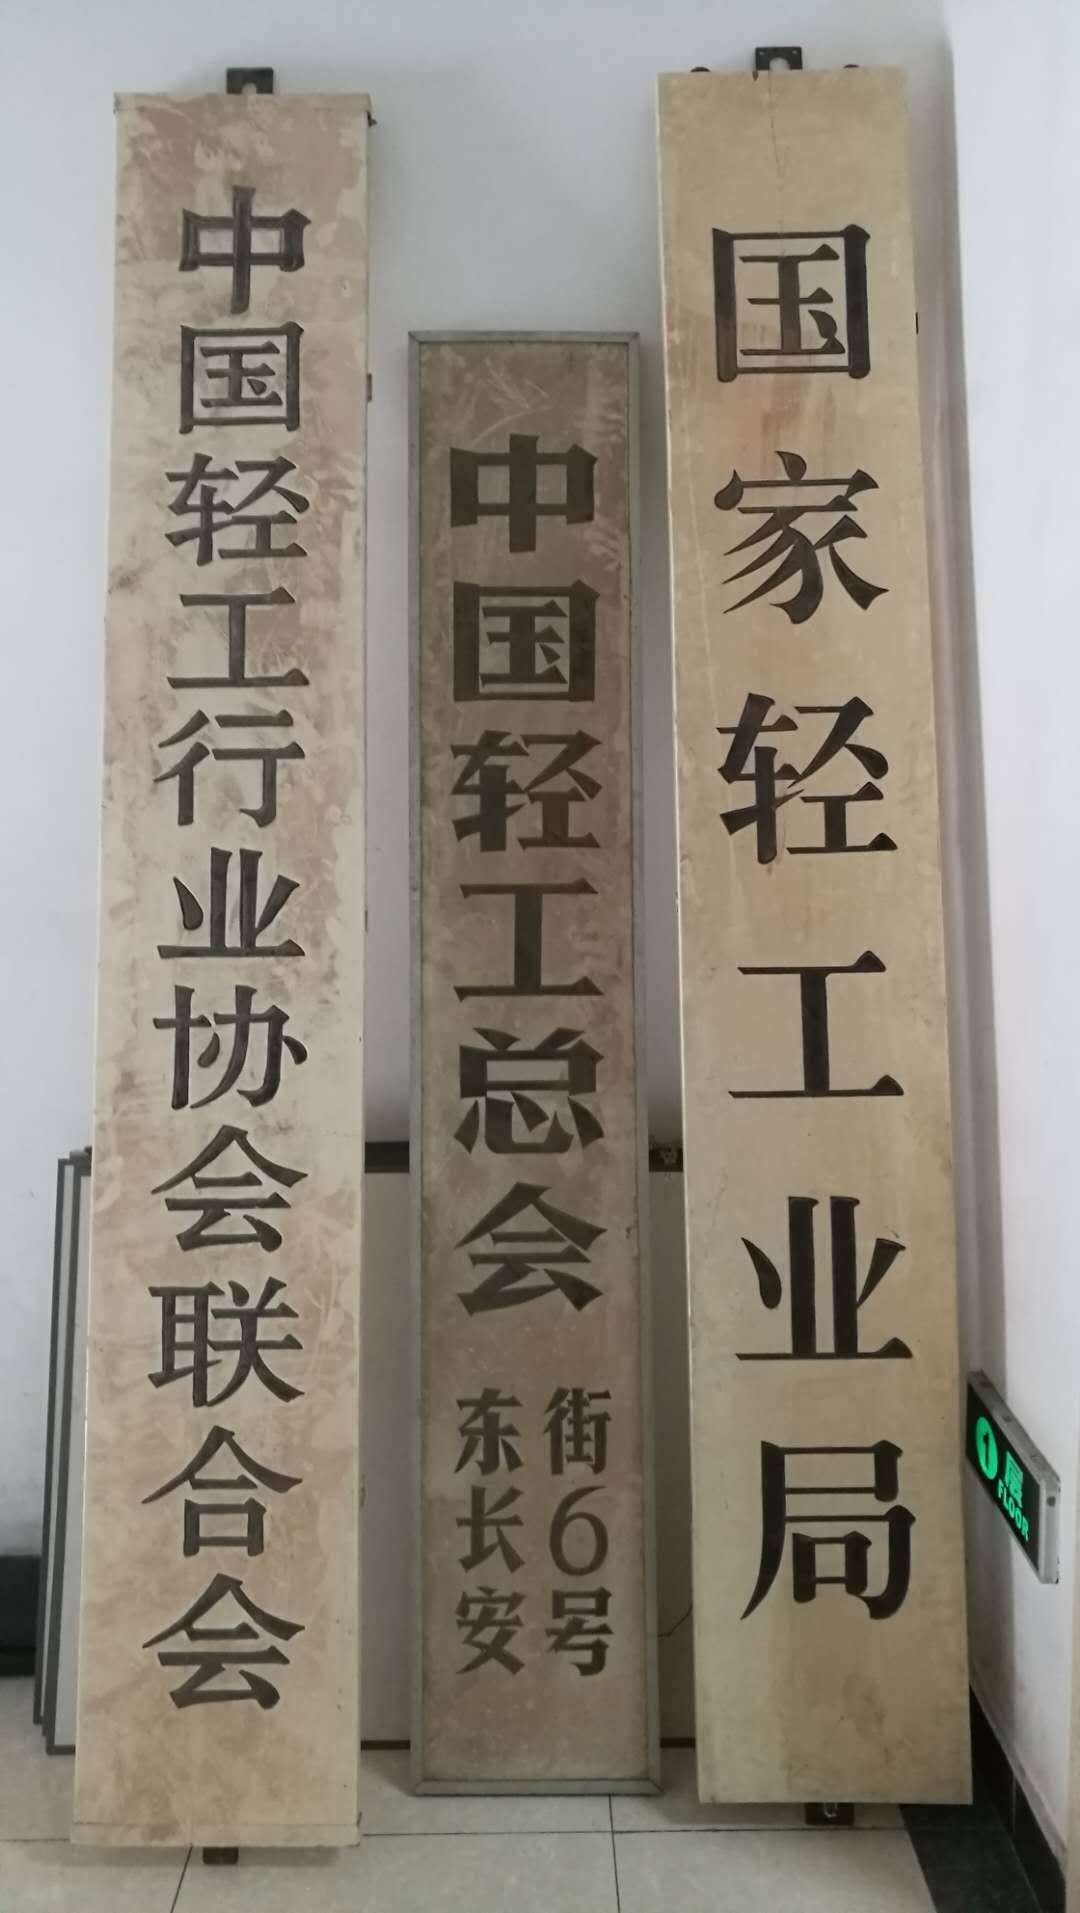 中国轻工行业协会联合会
中国轻工总会
东长安
街6号
国家轻工业局
1层
FLOOR